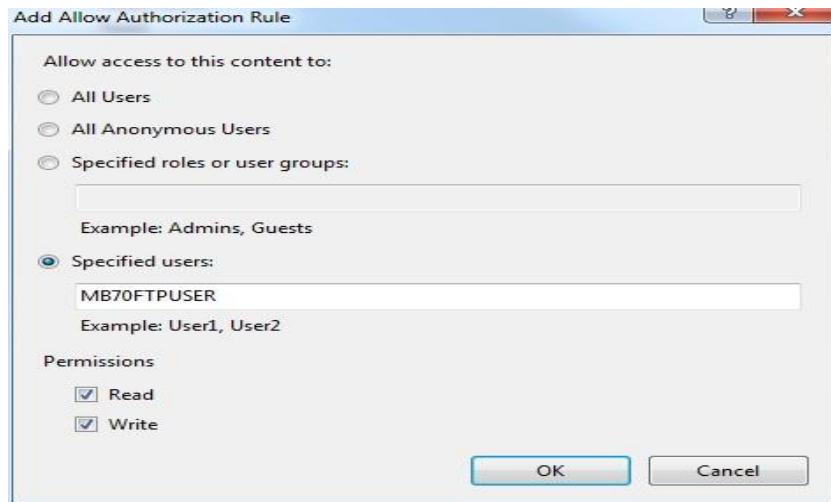 Add Allow Authorization Rule
Allow access to this content to:
All Users
All Anonymous Users
Specified roles or user groups:
Example: Admins, Guests
Specified users:
MB70FTPUSER
Example: User1, User2
Permissions
Read
Write
OK Cancel